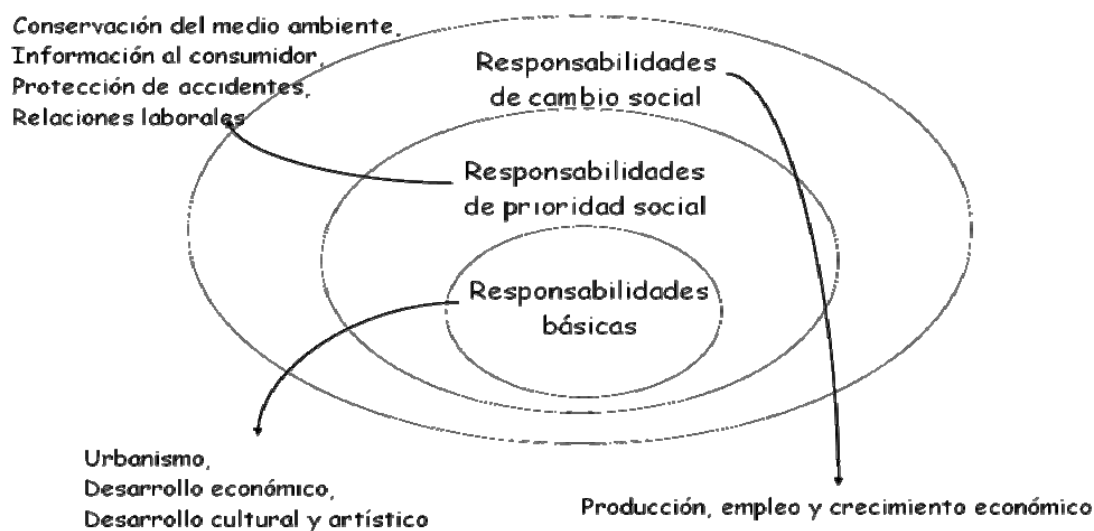 Conservación del medio ambiente,
Información al consumidor,
Protección de accidentes,
Relaciones laborales
Responsabilidades
de cambio social
Responsabilidades
de prioridad social
Responsabilidades
básicas
Urbanismo,
Desarrollo económico,
Desarrollo cultural y artístico
Producción, empleo y crecimiento económico